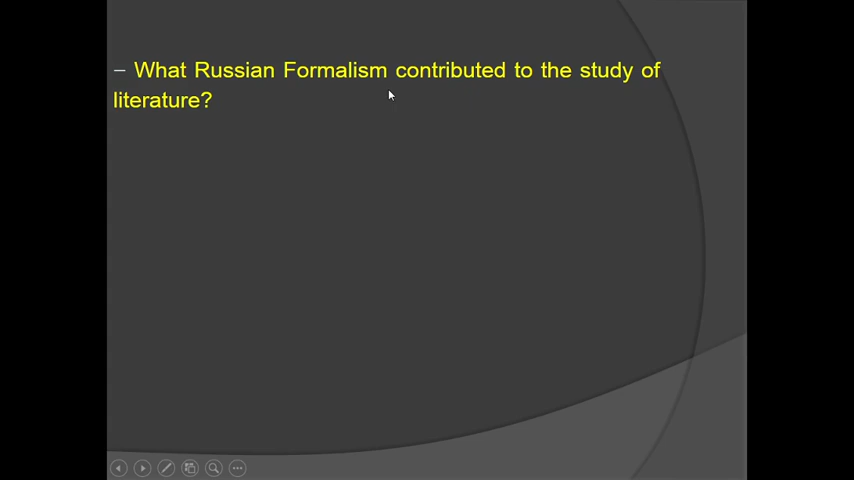 – What Russian Formalism contributed to the study of
literature?